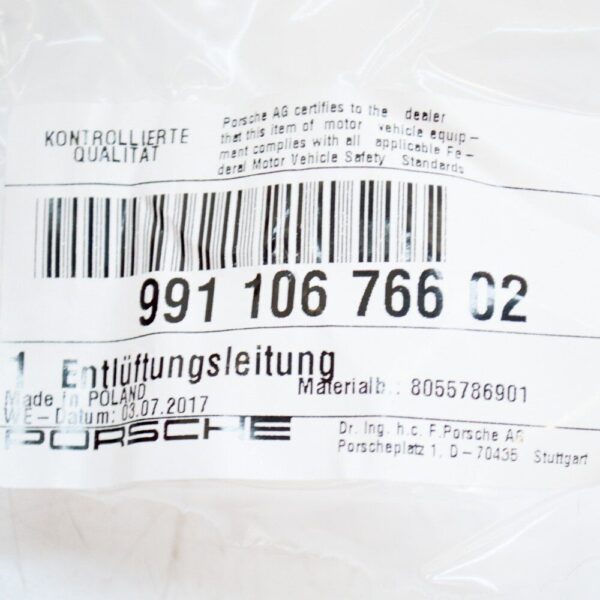 KONTROLLIERTE
QUALITÄT
Porsche AG certifies to the dealer
that this item of motor vehicle equip-
ment complies with all applicable Fe-
deral Motor Vehicle Safety Standards
991 106 766 02
1 Entlüftungsleitung
Made in POLAND
Materialb.: 8055786901
WE-Datum: 03.07.2017
PORSCHE
Dr. Ing. h.c. F.Porsche AG
Porscheplatz 1, D-70435 Stuttgart